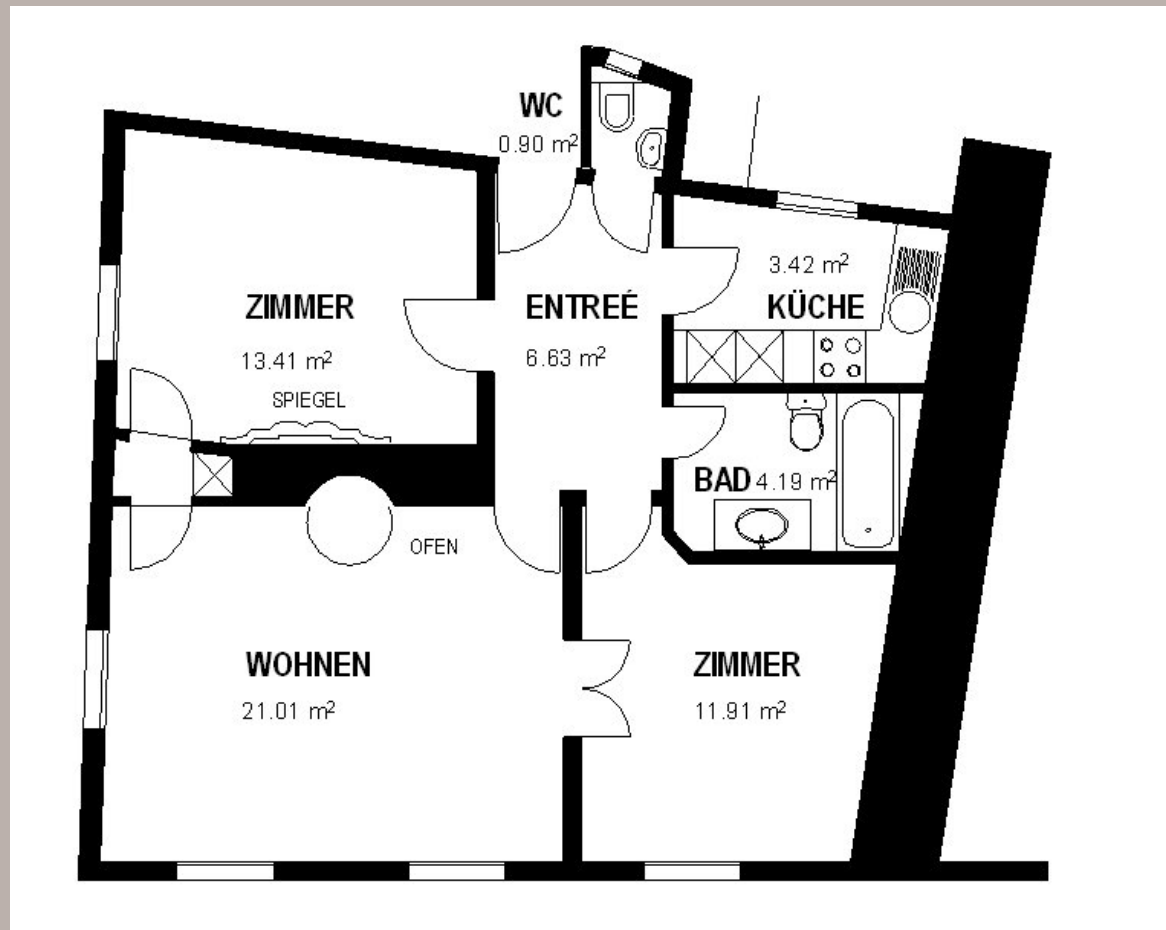 WC
0.90 m²
3.42 m²
KÜCHE
ZIMMER
13.41 m²
SPIEGEL
ENTREÉ
6.63 m²
BAD 4.19 m²
OFEN
WOHNEN
21.01 m²
ZIMMER
11.91 m²